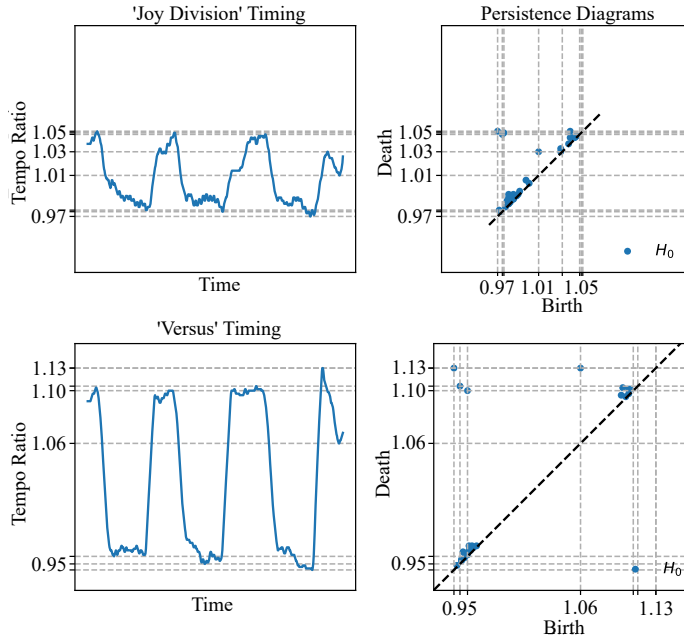 'Joy Division' Timing
Persistence Diagrams
Tempo Ratio
1.05
1.03
1.01
0.97
Time
Death
1.05
1.03
1.01
0.97
H0
0.97 1.01 1.05
Birth
'Versus' Timing
Tempo Ratio
1.13
1.10
1.06
0.95
Time
Death
1.13
1.10
1.06
0.95
H0
0.95 1.06 1.13
Birth